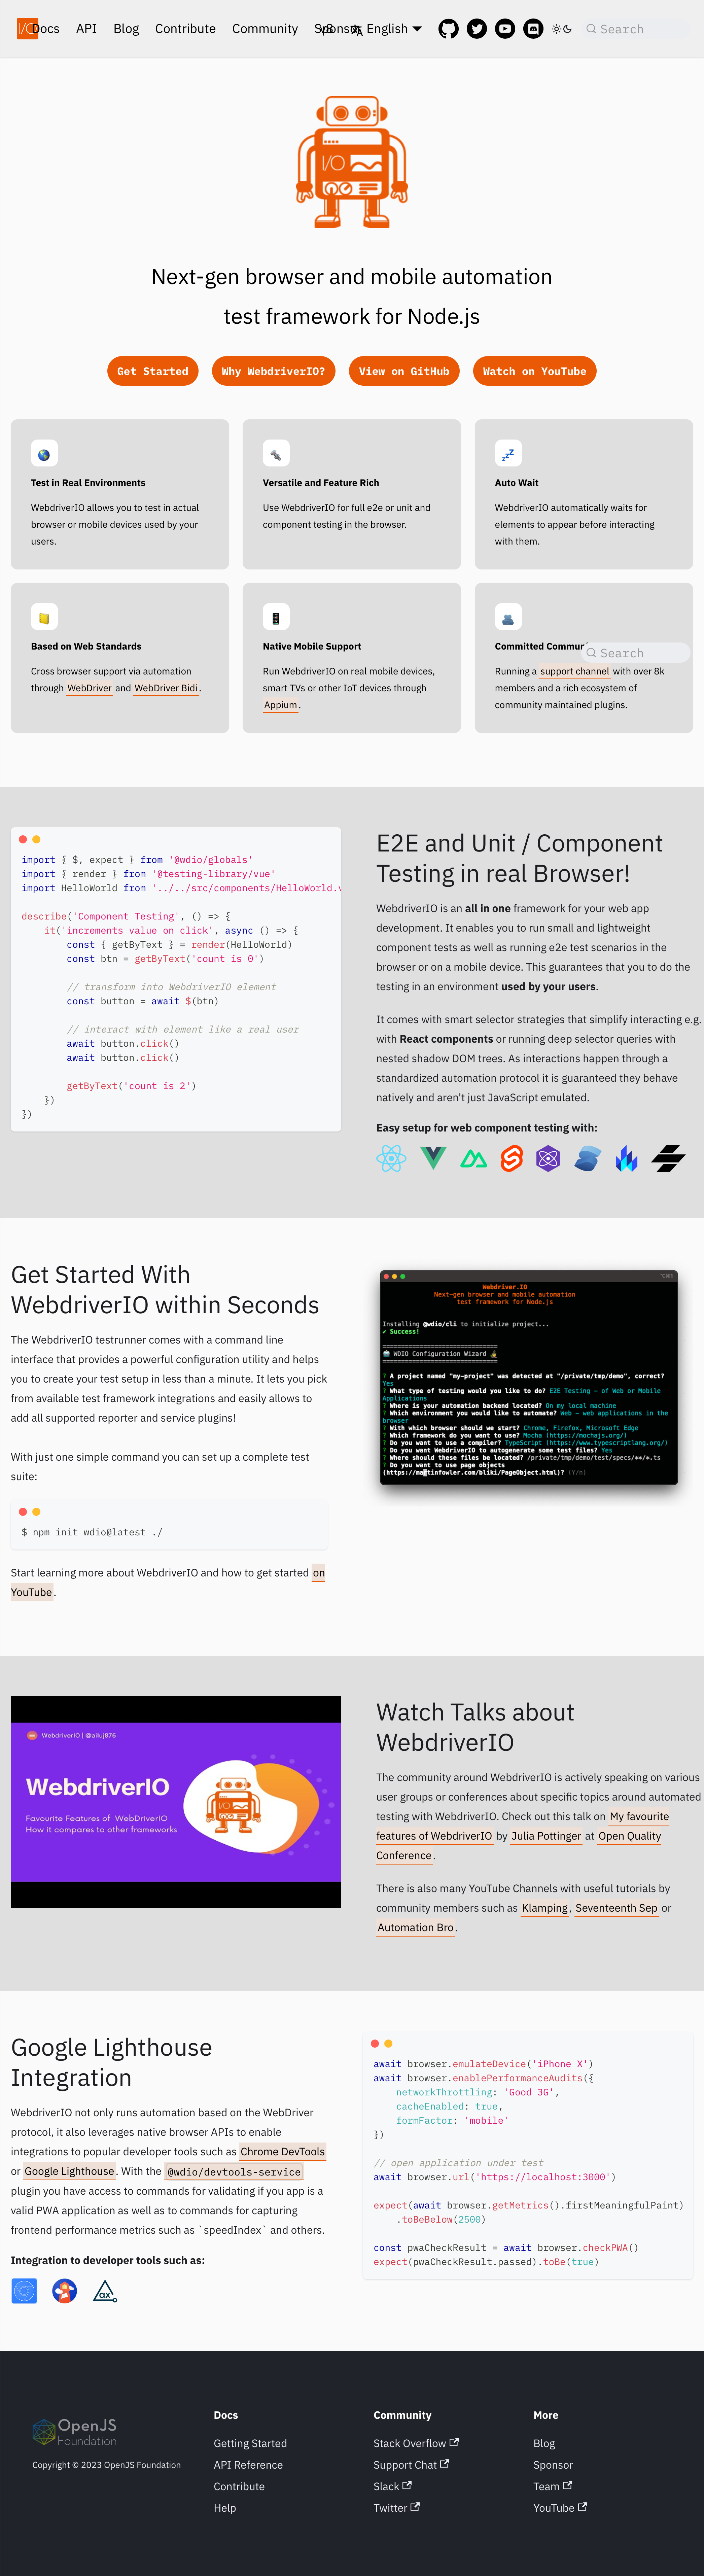 I/O Docs API Blog Contribute Community Sponsor v8 English Search
I/O
Next-gen browser and mobile automation
test framework for Node.js
Get Started Why WebdriverIO? View on GitHub Watch on YouTube
Test in Real Environments
WebdriverIO allows you to test in actual
browser or mobile devices used by your
users.
Versatile and Feature Rich
Use WebdriverIO for full e2e or unit and
component testing in the browser.
Auto Wait
WebdriverIO automatically waits for
elements to appear before interacting
with them.
Based on Web Standards
Cross browser support via automation
through WebDriver and WebDriver Bidi.
Native Mobile Support
Run WebdriverIO on real mobile devices,
smart TVs or other IoT devices through
Appium.
Committed Commun
Search
Running a support channel with over 8k
members and a rich ecosystem of
community maintained plugins.
import { $, expect } from '@wdio/globals'
import { render } from '@testing-library/vue'
import HelloWorld from '../../src/components/HelloWorld.v
describe('Component Testing', () => {
it('increments value on click', async () => {
const { getByText } = render(HelloWorld)
const btn = getByText('count is 0')
// transform into WebdriverIO element
const button = await $(btn)
// interact with element like a real user
await button.click()
await button.click()
getByText('count is 2')
})
})
E2E and Unit / Component
Testing in real Browser!
WebdriverIO is an all in one framework for your web app
development. It enables you to run small and lightweight
component tests as well as running e2e test scenarios in the
browser or on a mobile device. This guarantees that you to do the
testing in an environment used by your users.
It comes with smart selector strategies that simplify interacting e.g.
with React components or running deep selector queries with
nested shadow DOM trees. As interactions happen through a
standardized automation protocol it is guaranteed they behave
natively and aren't just JavaScript emulated.
Easy setup for web component testing with:
Get Started With
WebdriverIO within Seconds
The WebdriverIO testrunner comes with a command line
interface that provides a powerful configuration utility and helps
you to create your test setup in less than a minute. It lets you pick
from available test framework integrations and easily allows to
add all supported reporter and service plugins!
With just one simple command you can set up a complete test
suite:
$ npm init wdio@latest ./
Start learning more about WebdriverIO and how to get started on
YouTube.
Webdriver.IO
Next-gen browser and mobile automation
test framework for Node.js
Installing @wdio/cli to initialize project...
✔ Success!
===============================
🤖 WDIO Configuration Wizard 🧙
===============================
? A project named "my-project" was detected at "/private/tmp/demo", correct?
Yes
? What type of testing would you like to do? E2E Testing - of Web or Mobile
Applications
? Where is your automation backend located? On my local machine
? Which environment you would like to automate? Web - web applications in the
browser
? With which browser should we start? Chrome, Firefox, Microsoft Edge
? Which framework do you want to use? Mocha (https://mochajs.org/)
? Do you want to use a compiler? TypeScript (https://www.typescriptlang.org/)
? Do you want WebdriverIO to autogenerate some test files? Yes
? Where should these files be located? /private/tmp/demo/test/specs/**/*.ts
? Do you want to use page objects
(https://martinfowler.com/bliki/PageObject.html)? (Y/n)
WebdriverIO | @alluj876
WebdriverIO
Favourite Features of WebdriverIO
How it compares to other frameworks
Watch Talks about
WebdriverIO
The community around WebdriverIO is actively speaking on various
user groups or conferences about specific topics around automated
testing with WebdriverIO. Check out this talk on My favourite
features of WebdriverIO by Julia Pottinger at Open Quality
Conference.
There is also many YouTube Channels with useful tutorials by
community members such as Klamping, Seventeenth Sep or
Automation Bro.
Google Lighthouse
Integration
WebdriverIO not only runs automation based on the WebDriver
protocol, it also leverages native browser APIs to enable
integrations to popular developer tools such as Chrome DevTools
or Google Lighthouse. With the @wdio/devtools-service
plugin you have access to commands for validating if you app is a
valid PWA application as well as to commands for capturing
frontend performance metrics such as `speedIndex` and others.
Integration to developer tools such as:
ax
await browser.emulateDevice('iPhone X')
await browser.enablePerformanceAudits({
networkThrottling: 'Good 3G',
cacheEnabled: true,
formFactor: 'mobile'
})
// open application under test
await browser.url('https://localhost:3000')
expect(await browser.getMetrics().firstMeaningfulPaint)
.toBeBelow(2500)
const pwaCheckResult = await browser.checkPWA()
expect(pwaCheckResult.passed).toBe(true)
OpenJS
Foundation
Copyright © 2023 OpenJS Foundation
Docs
Getting Started
API Reference
Contribute
Help
Community
Stack Overflow
Support Chat
Slack
Twitter
More
Blog
Sponsor
Team
YouTube